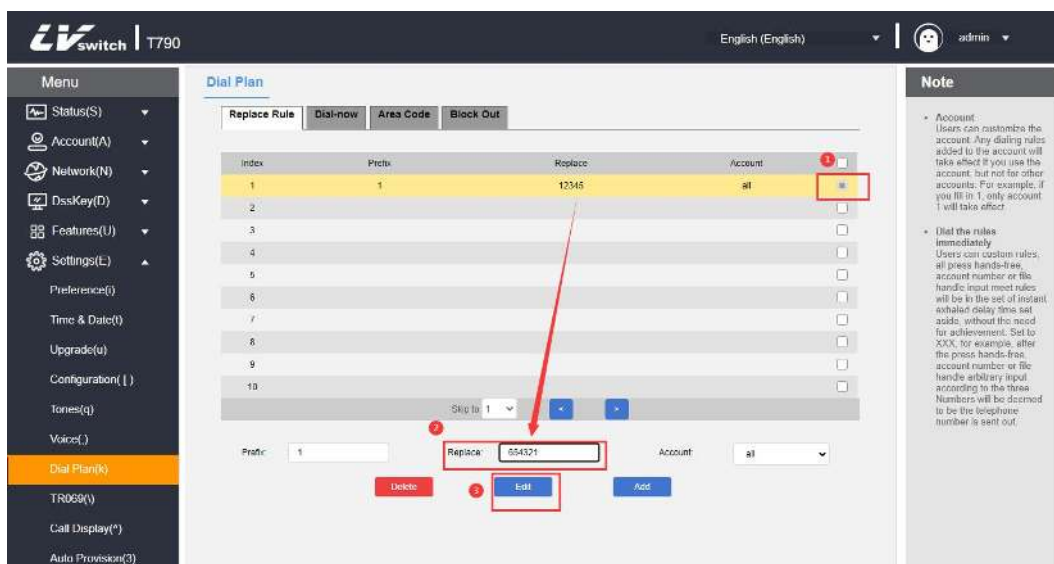 LVswitch | T790
English (English)
admin
Menu
Status(S)
Account(A)
Network(N)
DssKey(D)
Features(U)
Settings(E)
Preference(i)
Time & Date(t)
Upgrade(u)
Configuration( [ )
Tones(q)
Voice(,)
Dial Plan(k)
TR069(\)
Call Display(^)
Auto Provision(3)
Dial Plan
Replace Rule Dial-now Area Code Block Out
Index Prefix Replace Account 1
1 1 12345 all
2
3
4
5
6
7
8
9
10
Skip to 1 < >
2
Prefix: 1 Replace: 654321 Account: all
Delete 3 Edit Add
Note
Account
Users can customize the
account. Any dialing rules
added to the account will
take effect if you use the
account, but not for other
accounts. For example, if
you fill in 1, only account
1 will take effect
Dial the rules
immediately
Users can custom rules,
all press hands-free,
account number or file
handle input meet rules
will be in the set of instant
exhaled delay time set
aside, without the need
for achievement. Set to
XXX, for example, after
the press hands-free,
account number or file
handle arbitrary input
according to the three
Numbers will be deemed
to be the telephone
number is sent out.